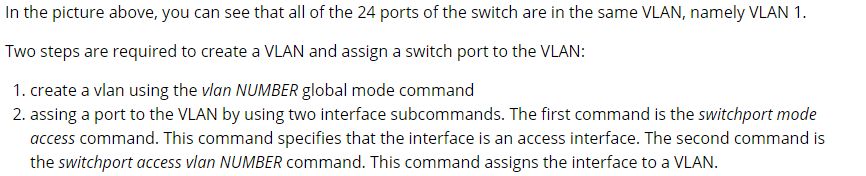 In the picture above, you can see that all of the 24 ports of the switch are in the same VLAN, namely VLAN 1.
Two steps are required to create a VLAN and assign a switch port to the VLAN:
1. create a vlan using the vlan NUMBER global mode command
2. assing a port to the VLAN by using two interface subcommands. The first command is the switchport mode
access command. This command specifies that the interface is an access interface. The second command is
the switchport access vlan NUMBER command. This command assigns the interface to a VLAN.